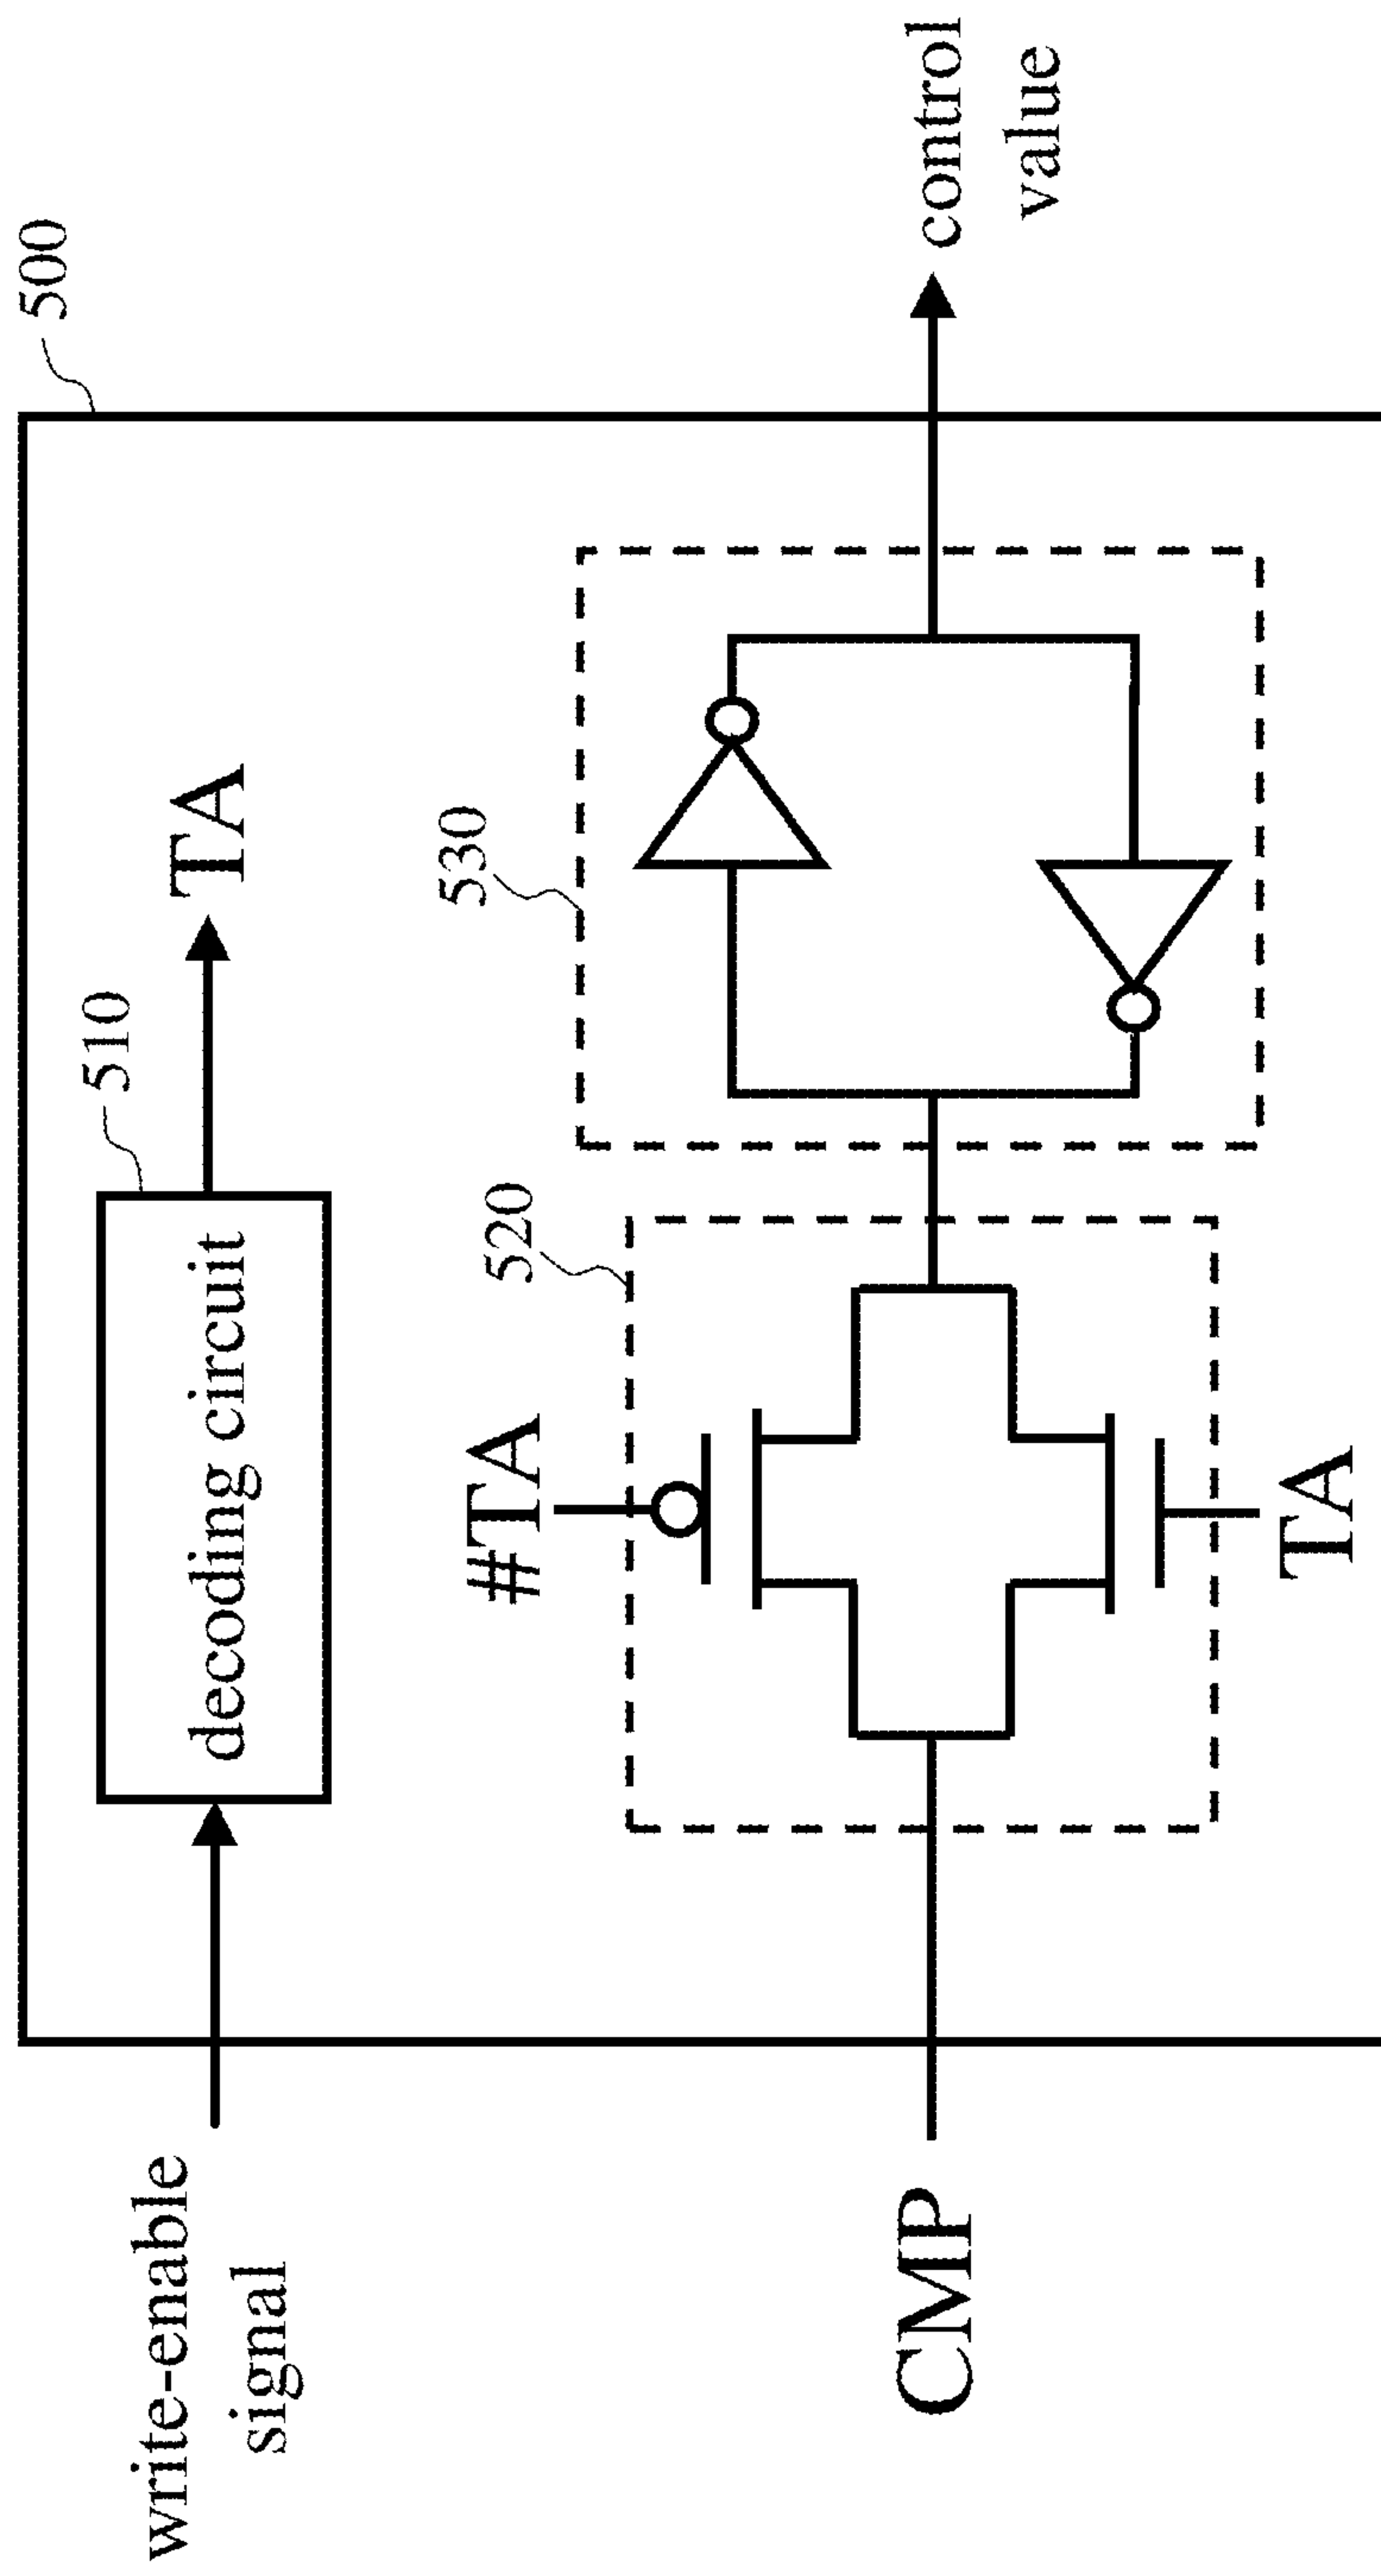 500
write-enable
signal
510
decoding circuit
TA
#TA
520
530
CMP
control
value
TA